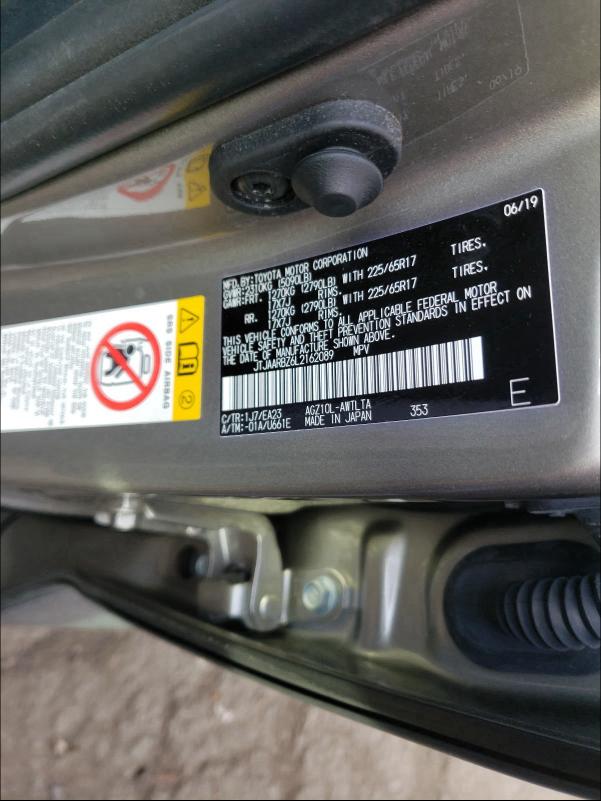 06/19
MFD.BY:TOYOTA MOTOR CORPORATION
GVWR:2310KG (5090LB)
GAWR:FRT. 1270KG (2790LB) WITH 225/65R17 TIRES,
17X7J RIMS,
RR. 1270KG (2790LB) WITH 225/65R17 TIRES,
17X7J RIMS,
THIS VEHICLE CONFORMS TO ALL APPLICABLE FEDERAL MOTOR
VEHICLE SAFETY AND THEFT PREVENTION STANDARDS IN EFFECT ON
THE DATE OF MANUFACTURE SHOWN ABOVE.
JTJAARBZ6L2162089 MPV
C/TR:1J7/EA23 AGZ10L-AWTLTA
A/TM:-01A/U661E MADE IN JAPAN 353
E
SRS SIDE AIRBAG